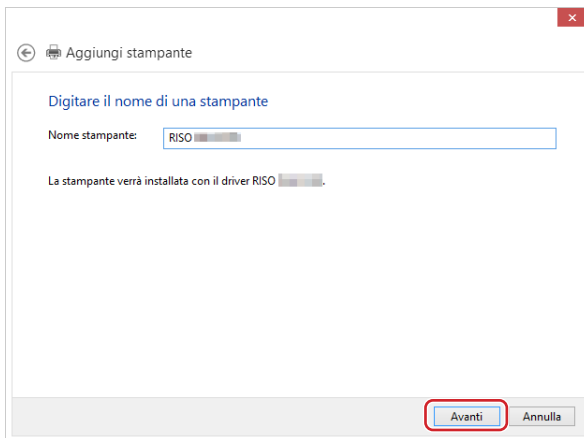 Aggiungi stampante
Digitare il nome di una stampante
Nome stampante: RISO
La stampante verrà installata con il driver RISO .
Avanti Annulla